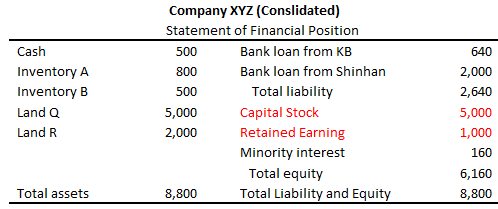 Company XYZ (Conslidated)
Statement of Financial Position
Cash 500 Bank loan from KB 640
Inventory A 800 Bank loan from Shinhan 2,000
Inventory B 500 Total liability 2,640
Land Q 5,000 Capital Stock 5,000
Land R 2,000 Retained Earning 1,000
Minority interest 160
Total equity 6,160
Total assets 8,800 Total Liability and Equity 8,800